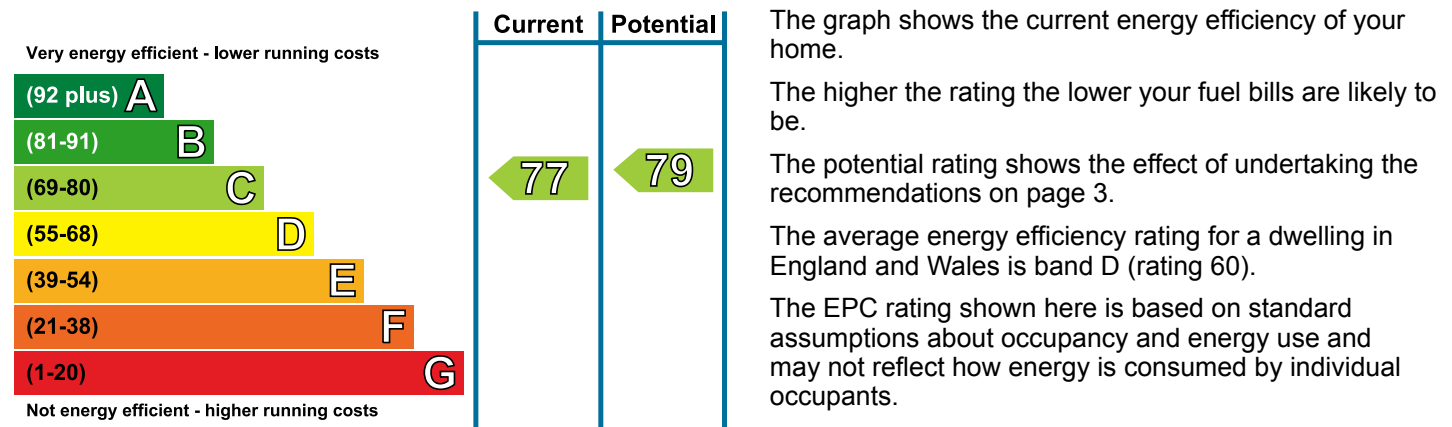 Current Potential
Very energy efficient - lower running costs
(92 plus) A
(81-91) B
(69-80) C
(55-68) D
(39-54) E
(21-38) F
(1-20) G
Not energy efficient - higher running costs
77 79
The graph shows the current energy efficiency of your
home.
The higher the rating the lower your fuel bills are likely to
be.
The potential rating shows the effect of undertaking the
recommendations on page 3.
The average energy efficiency rating for a dwelling in
England and Wales is band D (rating 60).
The EPC rating shown here is based on standard
assumptions about occupancy and energy use and
may not reflect how energy is consumed by individual
occupants.